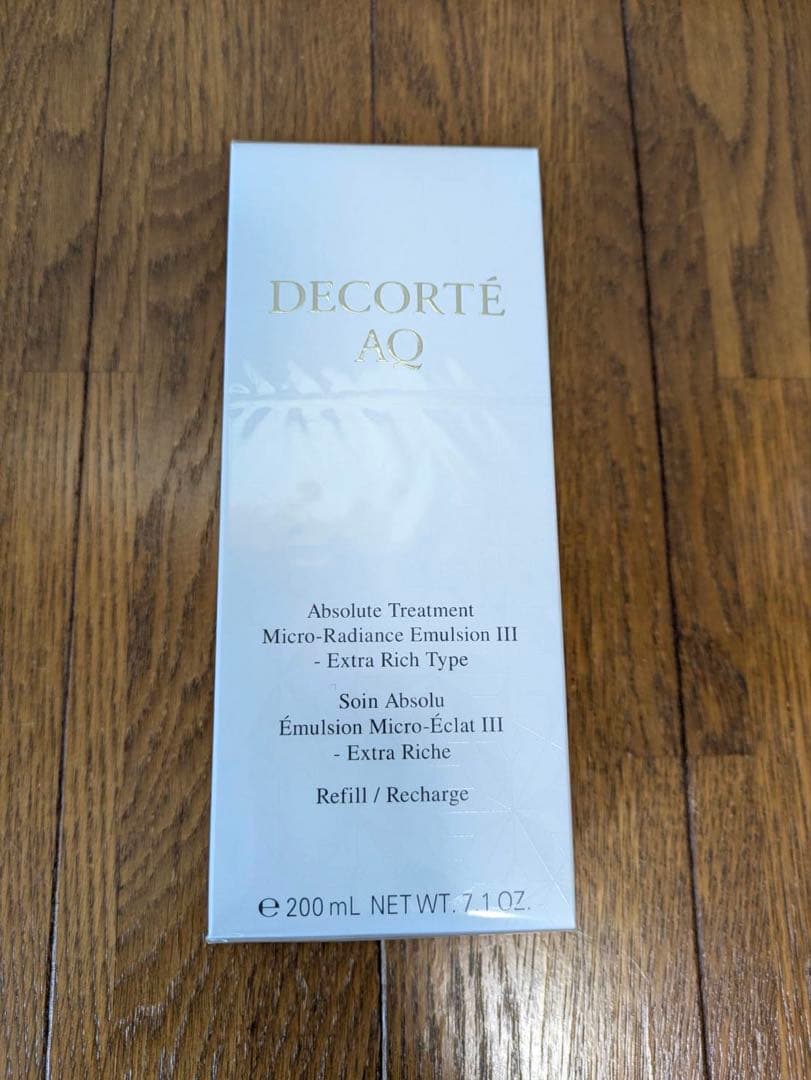 DECORTÉ
AQ
Absolute Treatment
Micro-Radiance Emulsion III
- Extra Rich Type
Soin Absolu
Émulsion Micro-Éclat III
- Extra Riche
Refill / Recharge
℮ 200 mL NET WT. 7.1 OZ.